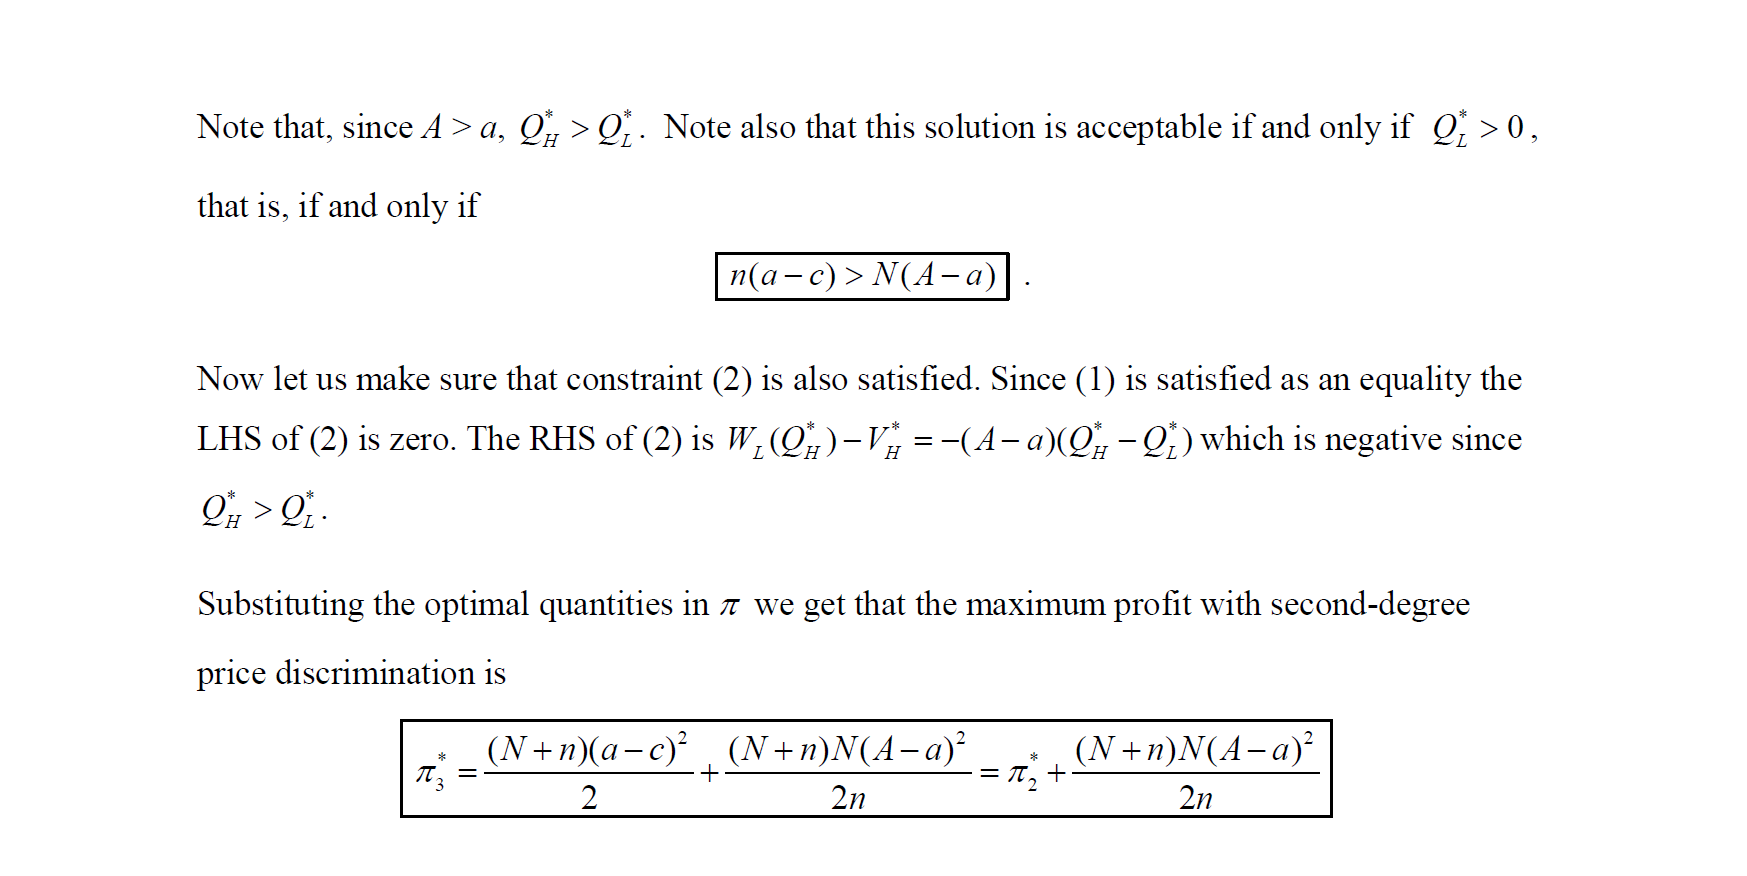 Note that, since A > a, Q*_H > Q*_L. Note also that this solution is acceptable if and only if Q*_L > 0,
that is, if and only if
n(a − c) > N(A − a) .
Now let us make sure that constraint (2) is also satisfied. Since (1) is satisfied as an equality the
LHS of (2) is zero. The RHS of (2) is W_L(Q*_H) − V*_H = −(A − a)(Q*_H − Q*_L) which is negative since
Q*_H > Q*_L.
Substituting the optimal quantities in π we get that the maximum profit with second-degree
price discrimination is
π*_3 = (N + n)(a − c)²/2 + (N + n)N(A − a)²/2n = π*_2 + (N + n)N(A − a)²/2n